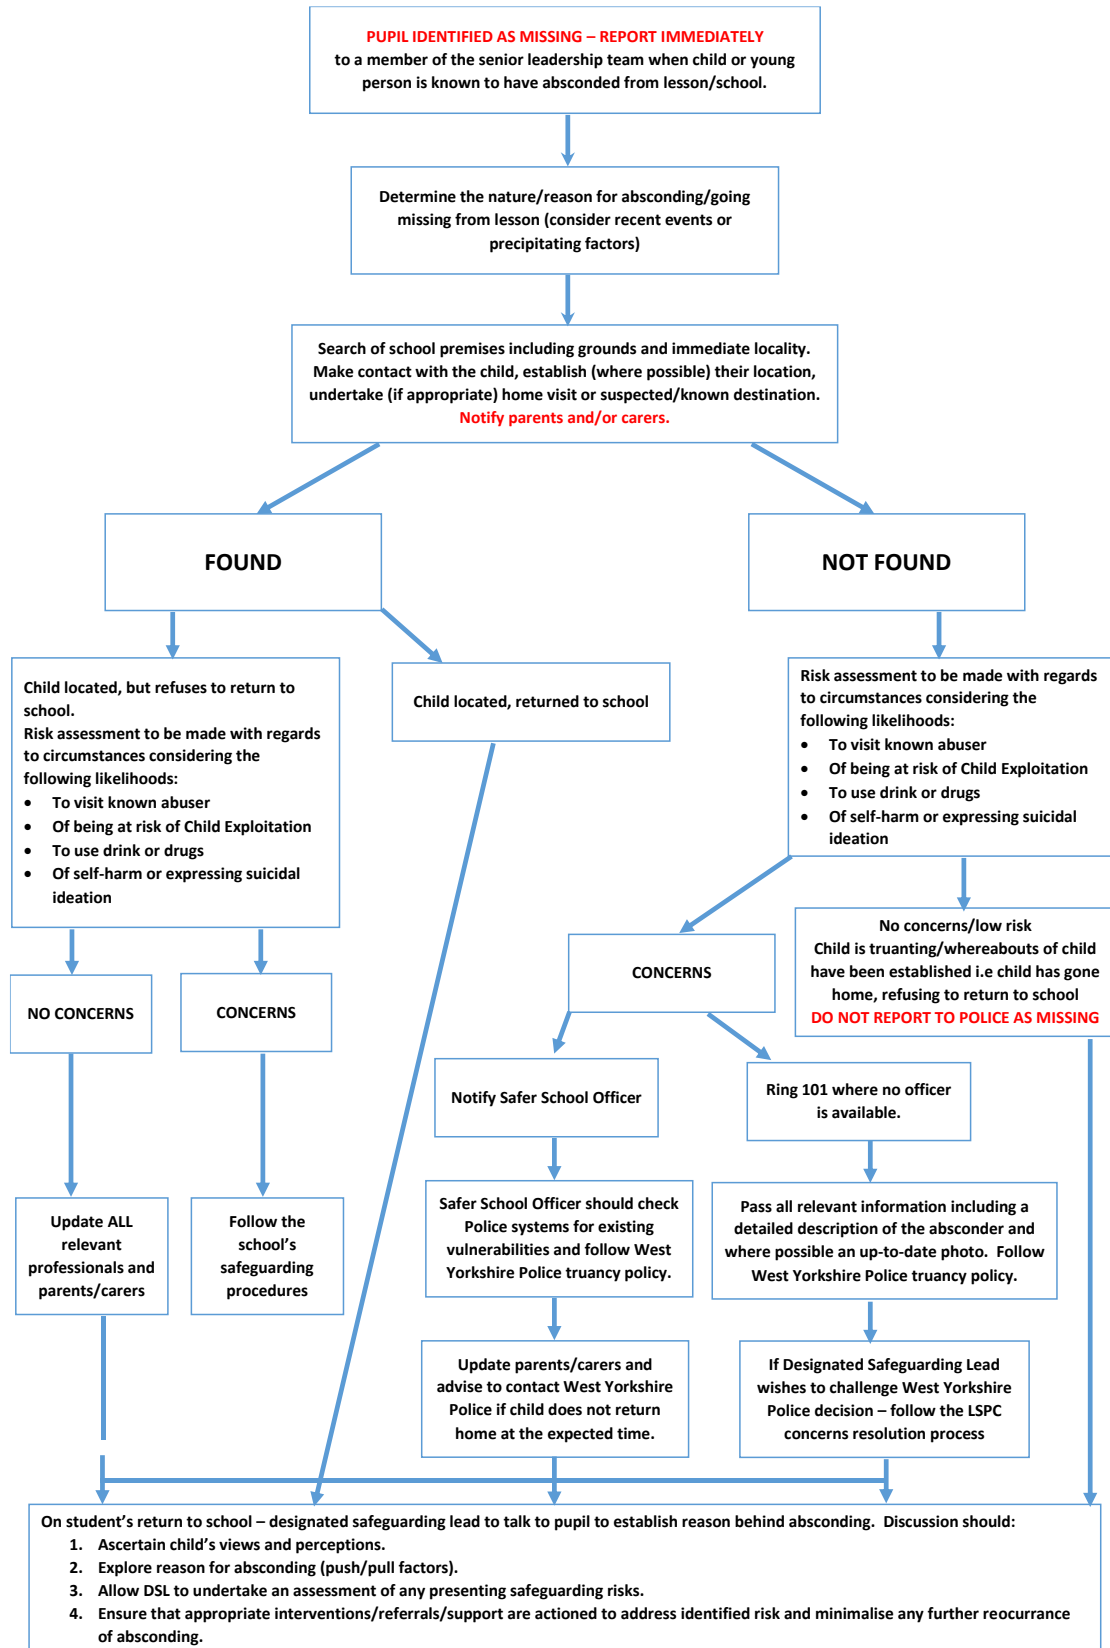 PUPIL IDENTIFIED AS MISSING – REPORT IMMEDIATELY
to a member of the senior leadership team when child or young
person is known to have absconded from lesson/school.
Determine the nature/reason for absconding/going
missing from lesson (consider recent events or
precipitating factors)
Search of school premises including grounds and immediate locality.
Make contact with the child, establish (where possible) their location,
undertake (if appropriate) home visit or suspected/known destination.
Notify parents and/or carers.
FOUND
NOT FOUND
Child located, but refuses to return to
school.
Risk assessment to be made with regards
to circumstances considering the
following likelihoods:
• To visit known abuser
• Of being at risk of Child Exploitation
• To use drink or drugs
• Of self-harm or expressing suicidal
ideation
Child located, returned to school
Risk assessment to be made with regards
to circumstances considering the
following likelihoods:
• To visit known abuser
• Of being at risk of Child Exploitation
• To use drink or drugs
• Of self-harm or expressing suicidal
ideation
NO CONCERNS
CONCERNS
CONCERNS
No concerns/low risk
Child is truanting/whereabouts of child
have been established i.e child has gone
home, refusing to return to school
DO NOT REPORT TO POLICE AS MISSING
Notify Safer School Officer
Ring 101 where no officer
is available.
Update ALL
relevant
professionals and
parents/carers
Follow the
school's
safeguarding
procedures
Safer School Officer should check
Police systems for existing
vulnerabilities and follow West
Yorkshire Police truancy policy.
Pass all relevant information including a
detailed description of the absconder and
where possible an up-to-date photo.  Follow
West Yorkshire Police truancy policy.
Update parents/carers and
advise to contact West Yorkshire
Police if child does not return
home at the expected time.
If Designated Safeguarding Lead
wishes to challenge West Yorkshire
Police decision – follow the LSPC
concerns resolution process
On student's return to school – designated safeguarding lead to talk to pupil to establish reason behind absconding.  Discussion should:
1. Ascertain child's views and perceptions.
2. Explore reason for absconding (push/pull factors).
3. Allow DSL to undertake an assessment of any presenting safeguarding risks.
4. Ensure that appropriate interventions/referrals/support are actioned to address identified risk and minimalise any further reocurrance
of absconding.